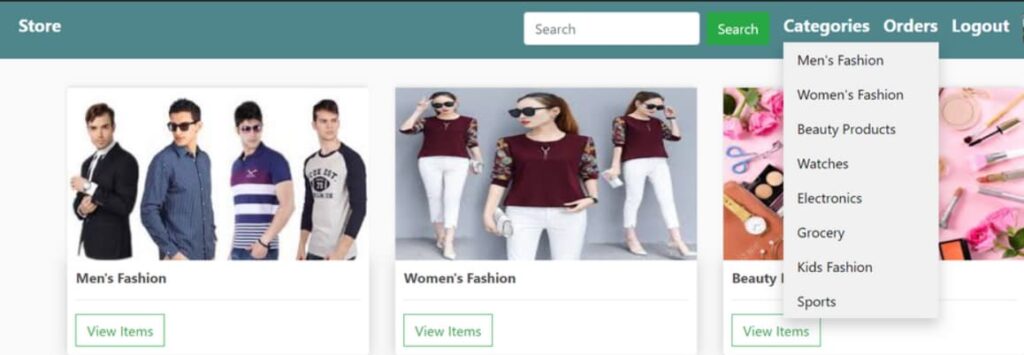 Store
Search
Search
Categories
Orders
Logout
Men's Fashion
Women's Fashion
Beauty Products
Watches
Electronics
Grocery
Kids Fashion
Sports
Men's Fashion
Women's Fashion
Beauty
View Items
View Items
View Items